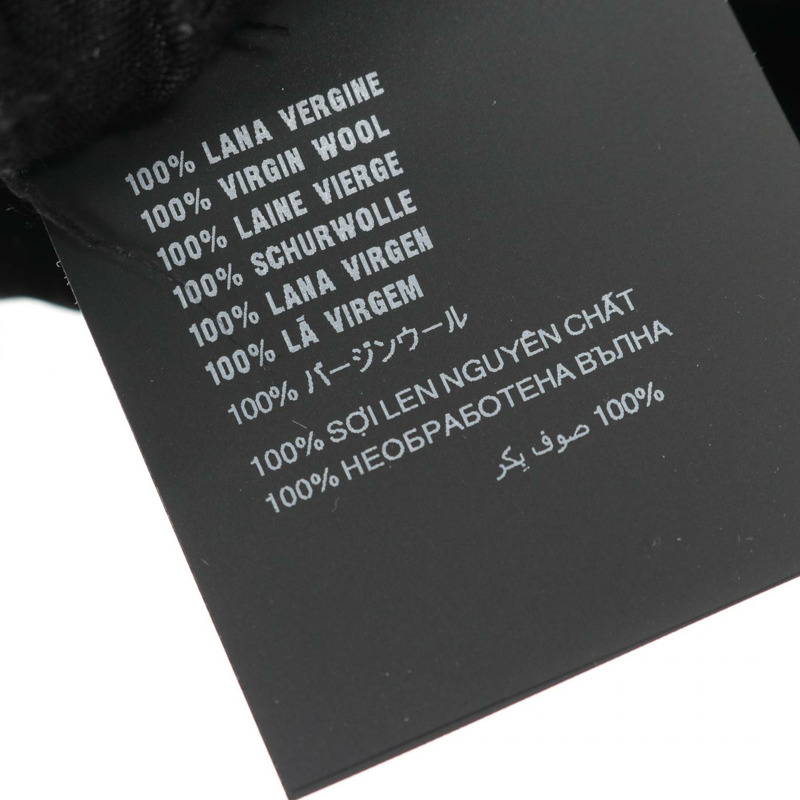 100% LANA VERGINE
100% VIRGIN WOOL
100% LAINE VIERGE
100% SCHURWOLLE
100% LANA VIRGEN
100% LÃ VIRGEM
100% バージンウール
100% SỢI LEN NGUYÊN CHẤT
100% НЕОБРАБОТЕНА ВЪЛНА
100% صوف بكر